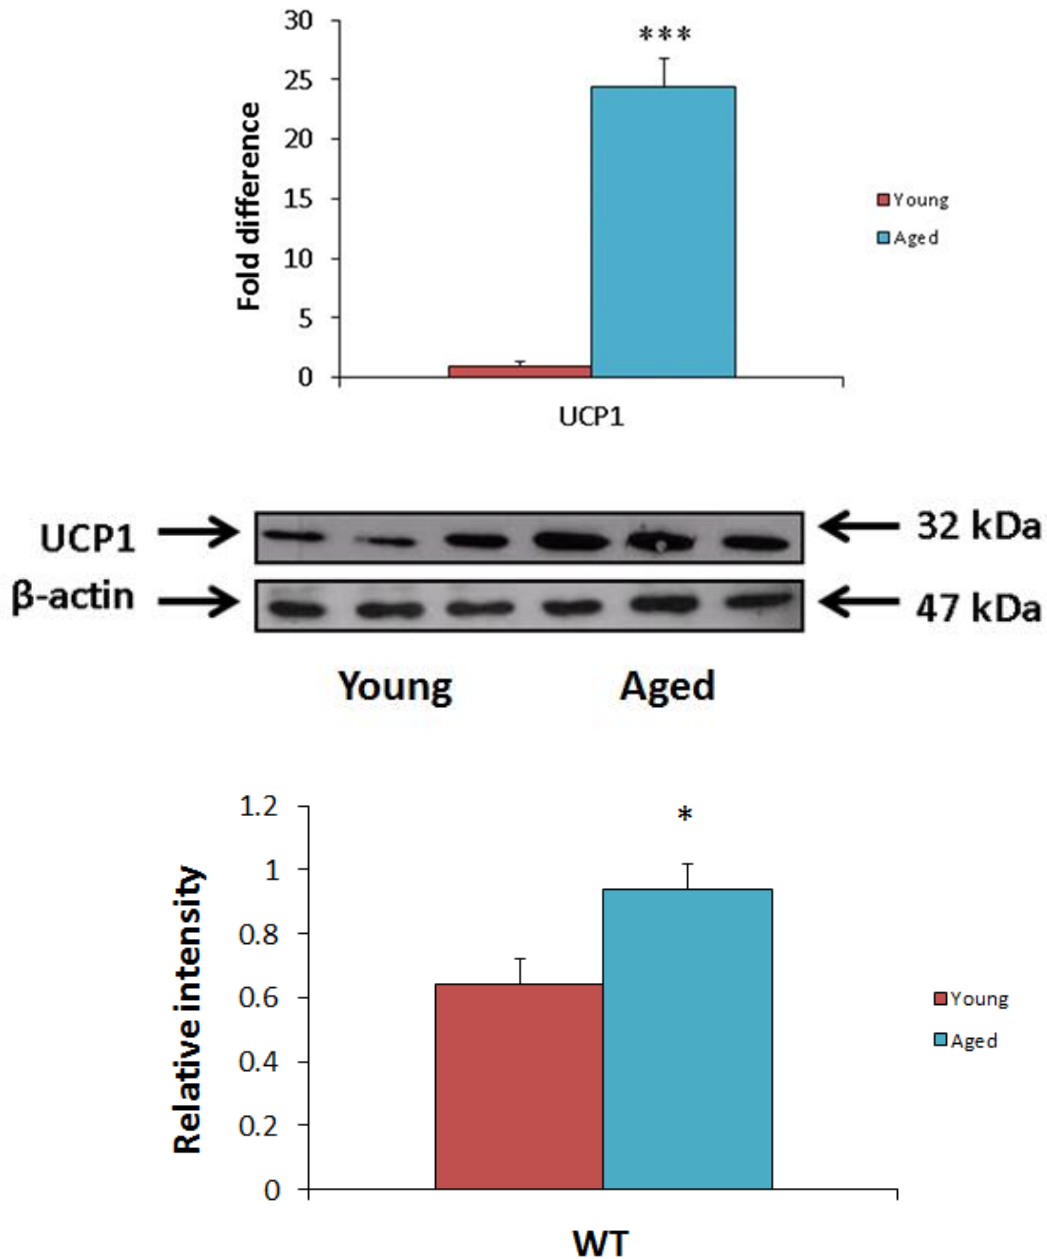 30
***
25
20
15
10
5
0
Fold difference
Young
Aged
UCP1
UCP1
32 kDa
β-actin
47 kDa
Young Aged
1.2
*
1
0.8
0.6
0.4
0.2
0
Relative intensity
Young
Aged
WT